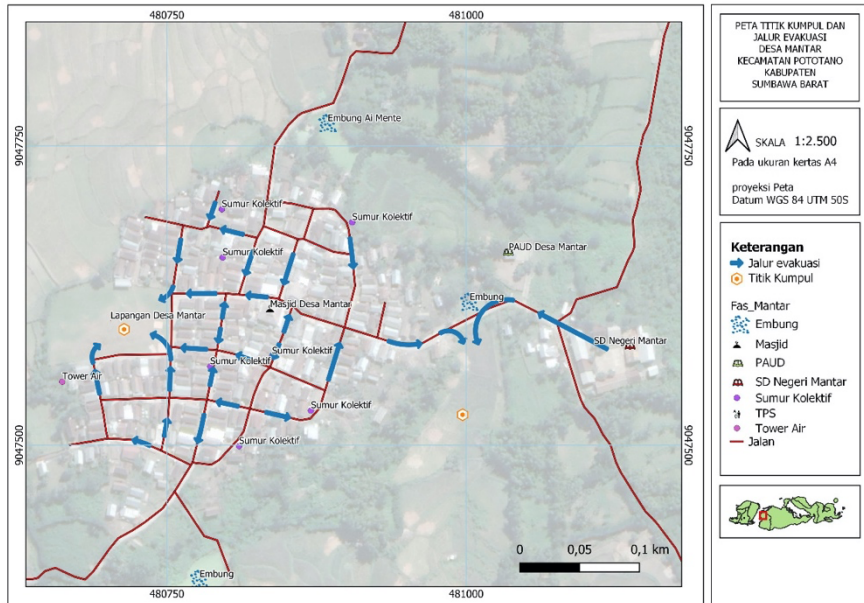 480750
481000
PETA TITIK KUMPUL DAN
JALUR EVAKUASI
DESA MANTAR
KECAMATAN POTOTANO
KABUPATEN
SUMBAWA BARAT
SKALA 1:2.500
Pada ukuran kertas A4
proyeksi Peta
Datum WGS 84 UTM 50S
Keterangan
Jalur evakuasi
Titik Kumpul
Fas_Mantar
Embung
Masjid
PAUD
SD Negeri Mantar
Sumur Kolektif
TPS
Tower Air
Jalan
9047750
9047750
Embung Ai Mente
Sumur Kolektif
Sumur Kolektif
Sumur Kolektif
PAUD Desa Mantar
Embung
Masjid Desa Mantar
Lapangan Desa Mantar
SD Negeri Mantar
Sumur Kolektif
Sumur Kolektif
Tower Air
Sumur Kolektif
Sumur Kolektif
9047500
9047500
Embung
0 0,05 0,1 km
480750
481000